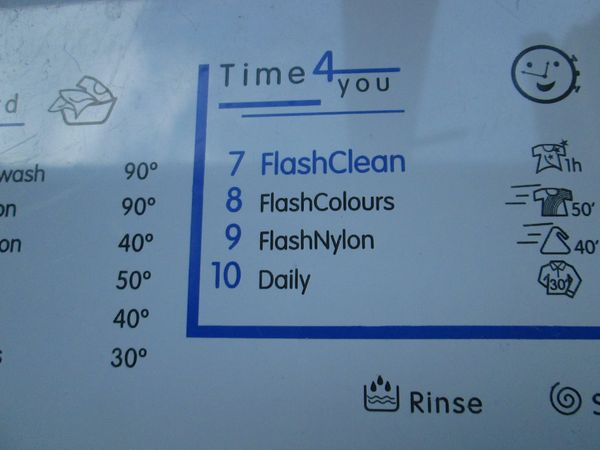 d
Time 4 you
wash 90°
7 FlashClean 1h
on 90°
8 FlashColours 50'
on 40°
9 FlashNylon 40'
50°
10 Daily 30'
40°
s 30°
Rinse S